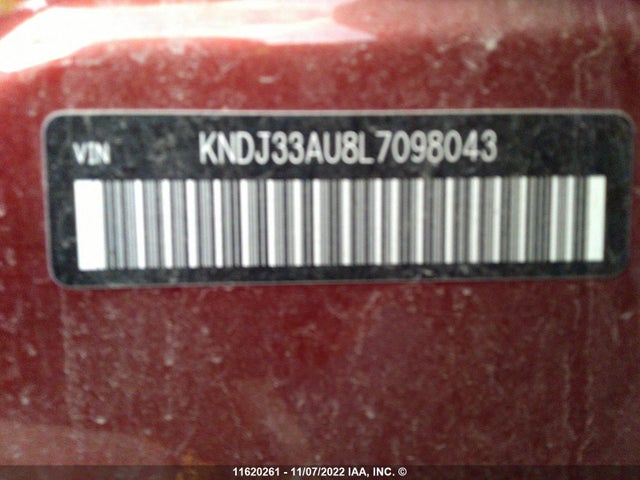 VIN KNDJ33AU8L7098043
11620261 - 11/07/2022 IAA, INC. ©